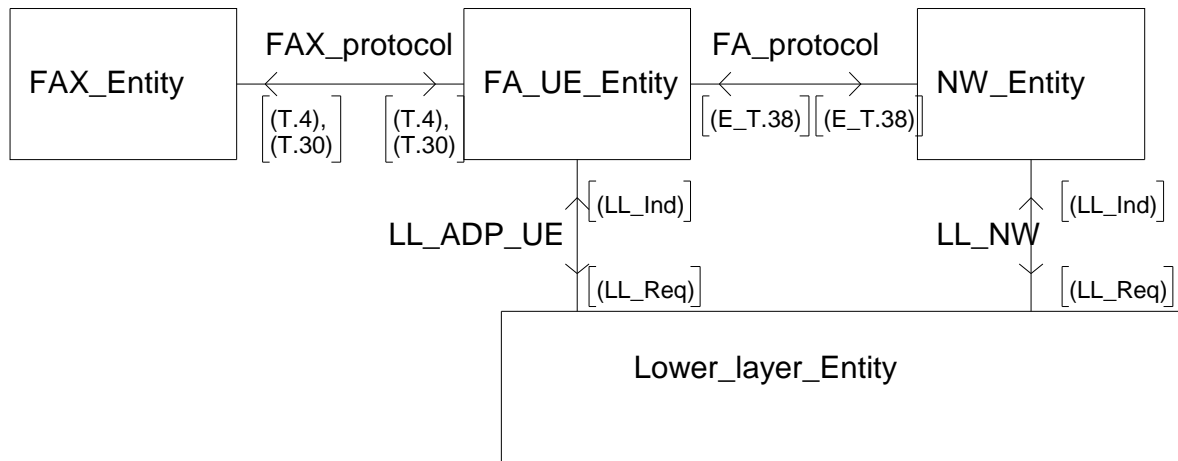 FAX_protocol
FA_protocol
FAX_Entity
FA_UE_Entity
NW_Entity
(T.4),
(T.30)
(T.4),
(T.30)
(E_T.38)
(E_T.38)
(LL_Ind)
(LL_Ind)
LL_ADP_UE
LL_NW
(LL_Req)
(LL_Req)
Lower_layer_Entity